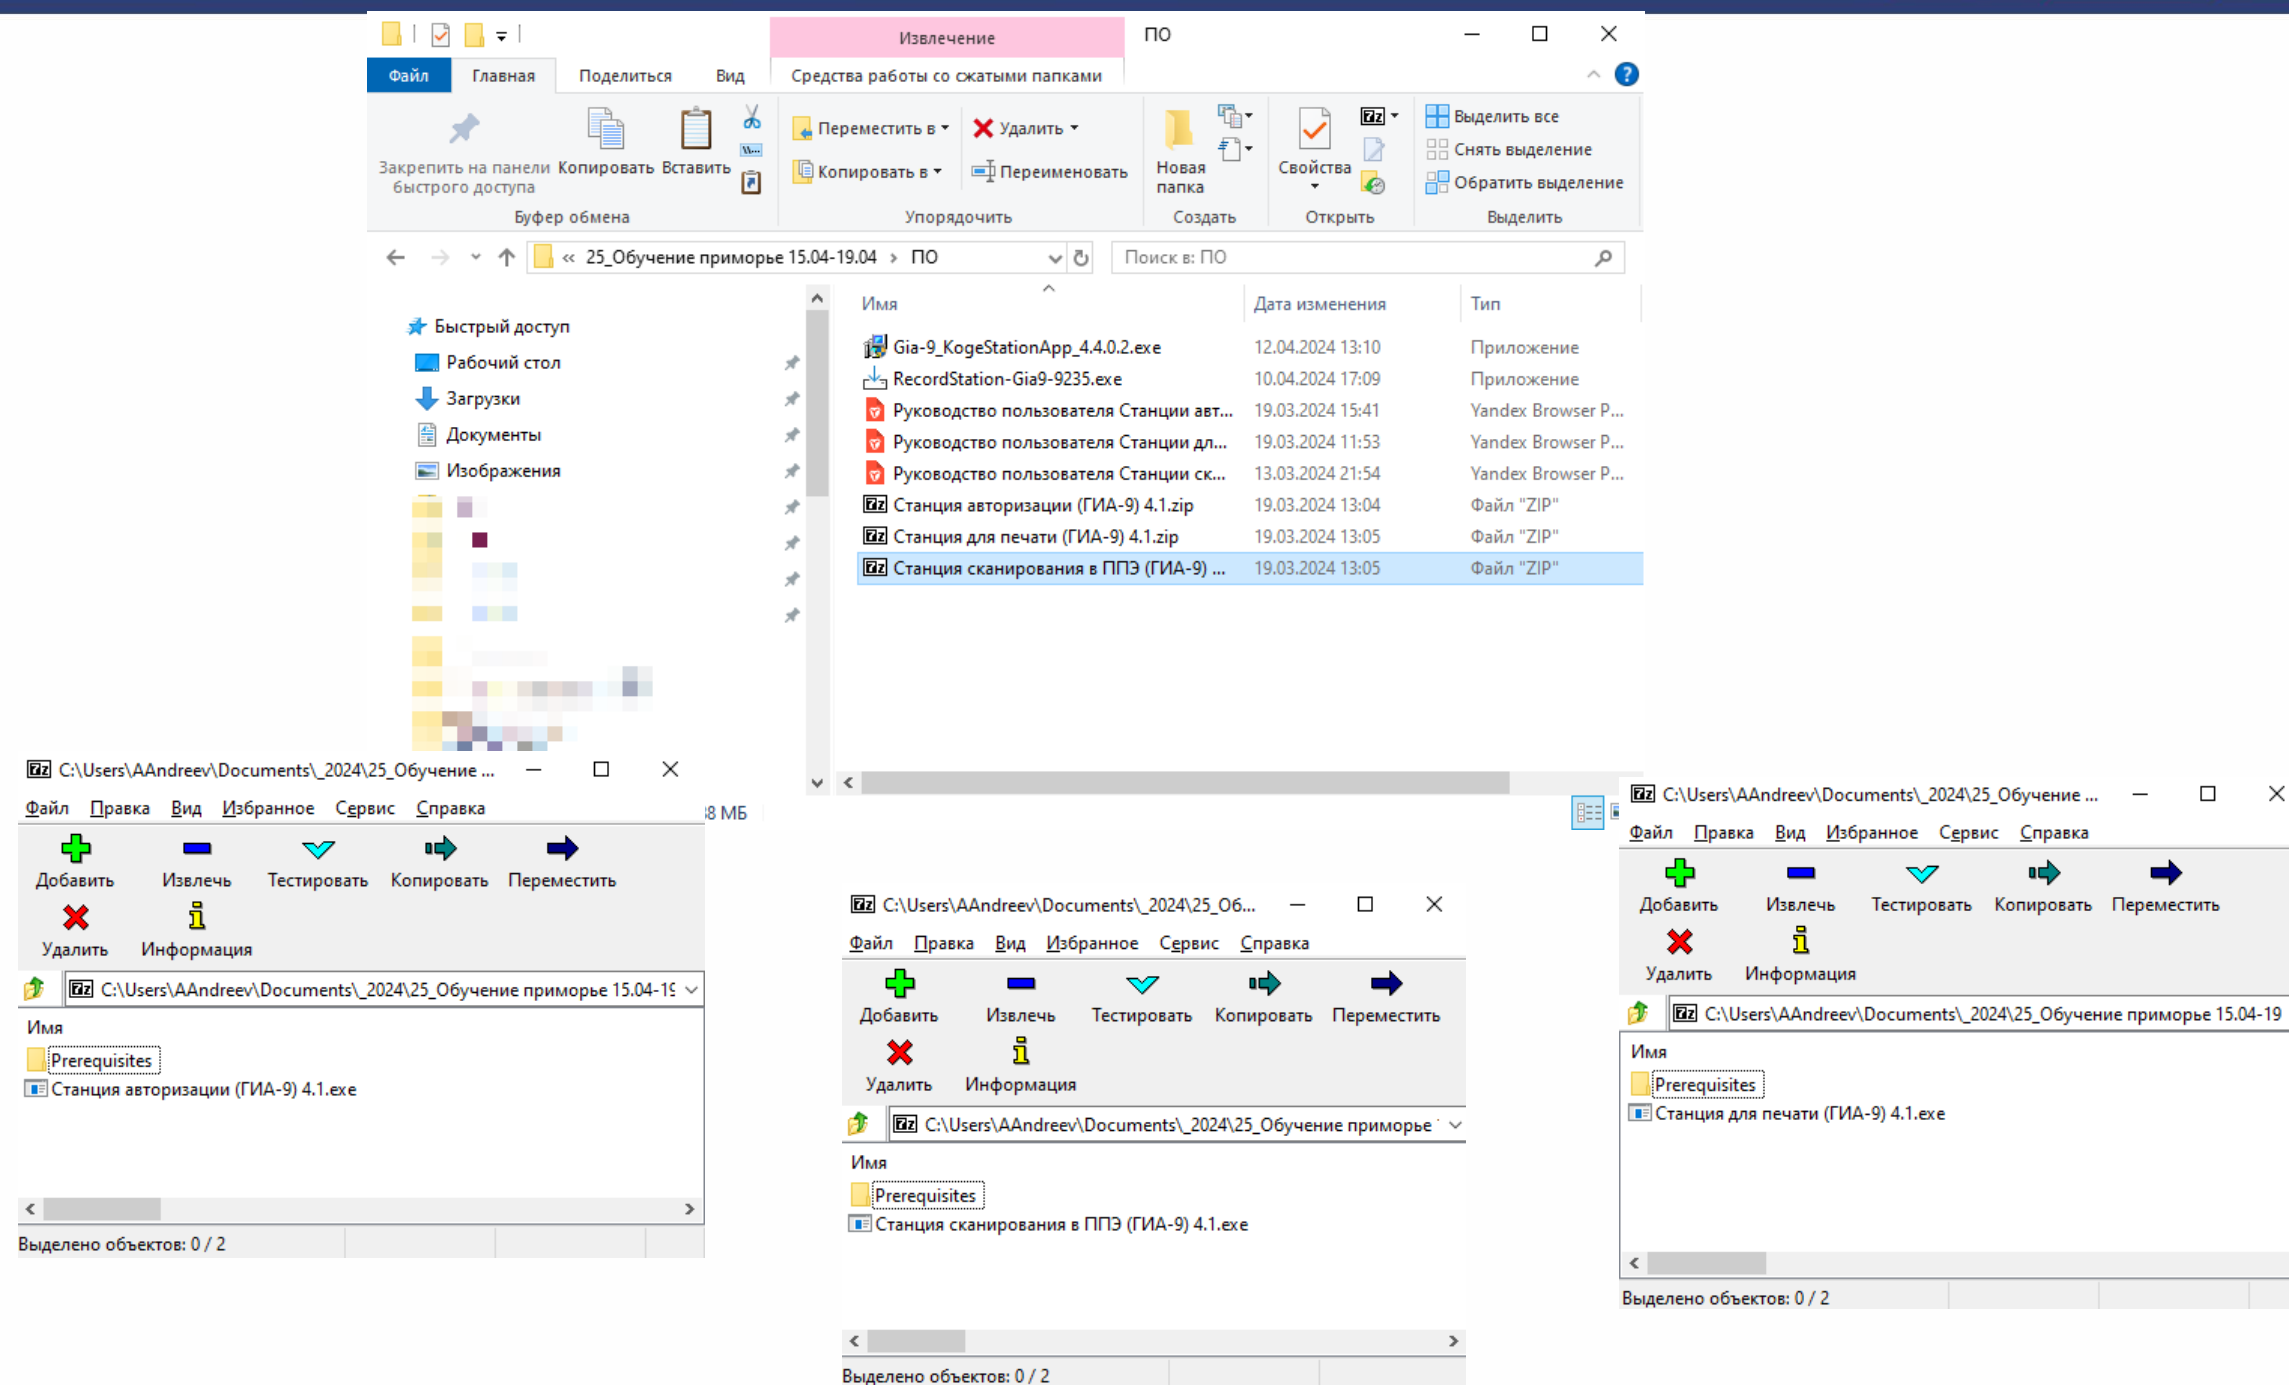 Извлечение
ПО
Файл Главная Поделиться Вид Средства работы со сжатыми папками
Закрепить на панели быстрого доступа
Копировать
Вставить
Переместить в
Копировать в
Удалить
Переименовать
Новая папка
Свойства
Выделить все
Снять выделение
Обратить выделение
Буфер обмена Упорядочить Создать Открыть Выделить
« 25_Обучение приморье 15.04-19.04 › ПО
Поиск в: ПО
Быстрый доступ
Рабочий стол
Загрузки
Документы
Изображения
Имя Дата изменения Тип
Gia-9_KogeStationApp_4.4.0.2.exe 12.04.2024 13:10 Приложение
RecordStation-Gia9-9235.exe 10.04.2024 17:09 Приложение
Руководство пользователя Станции авт... 19.03.2024 15:41 Yandex Browser P...
Руководство пользователя Станции дл... 19.03.2024 11:53 Yandex Browser P...
Руководство пользователя Станции ск... 13.03.2024 21:54 Yandex Browser P...
Станция авторизации (ГИА-9) 4.1.zip 19.03.2024 13:04 Файл "ZIP"
Станция для печати (ГИА-9) 4.1.zip 19.03.2024 13:05 Файл "ZIP"
Станция сканирования в ППЭ (ГИА-9) ... 19.03.2024 13:05 Файл "ZIP"
8 МБ
C:\Users\AAndreev\Documents\_2024\25_Обучение ...
Файл Правка Вид Избранное Сервис Справка
Добавить Извлечь Тестировать Копировать Переместить
Удалить Информация
C:\Users\AAndreev\Documents\_2024\25_Обучение приморье 15.04-19
Имя
Prerequisites
Станция авторизации (ГИА-9) 4.1.exe
Выделено объектов: 0 / 2
C:\Users\AAndreev\Documents\_2024\25_Об...
Файл Правка Вид Избранное Сервис Справка
Добавить Извлечь Тестировать Копировать Переместить
Удалить Информация
C:\Users\AAndreev\Documents\_2024\25_Обучение приморье
Имя
Prerequisites
Станция сканирования в ППЭ (ГИА-9) 4.1.exe
Выделено объектов: 0 / 2
C:\Users\AAndreev\Documents\_2024\25_Обучение ...
Файл Правка Вид Избранное Сервис Справка
Добавить Извлечь Тестировать Копировать Переместить
Удалить Информация
C:\Users\AAndreev\Documents\_2024\25_Обучение приморье 15.04-19
Имя
Prerequisites
Станция для печати (ГИА-9) 4.1.exe
Выделено объектов: 0 / 2